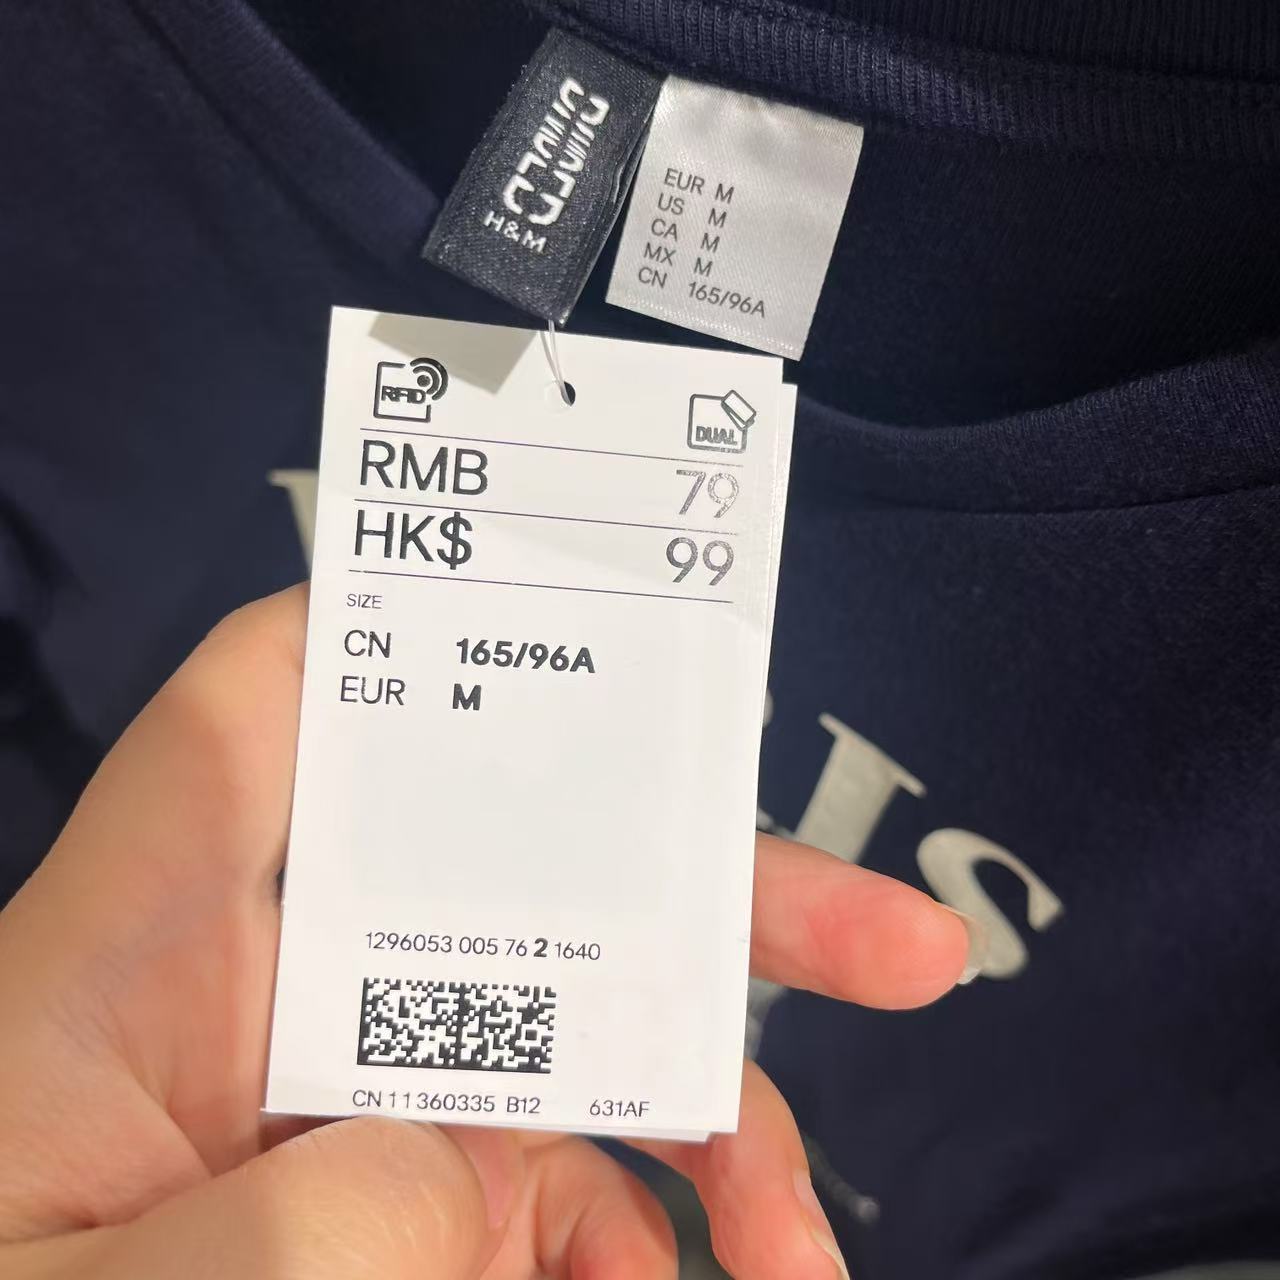 DIVIDED
H&M
EUR M
US M
CA M
MX M
CN 165/96A
RFID
DUAL
RMB 79
HK$ 99
SIZE
CN 165/96A
EUR M
1296053 005 76 2 1640
CN 11 360335 B12 631AF
IS